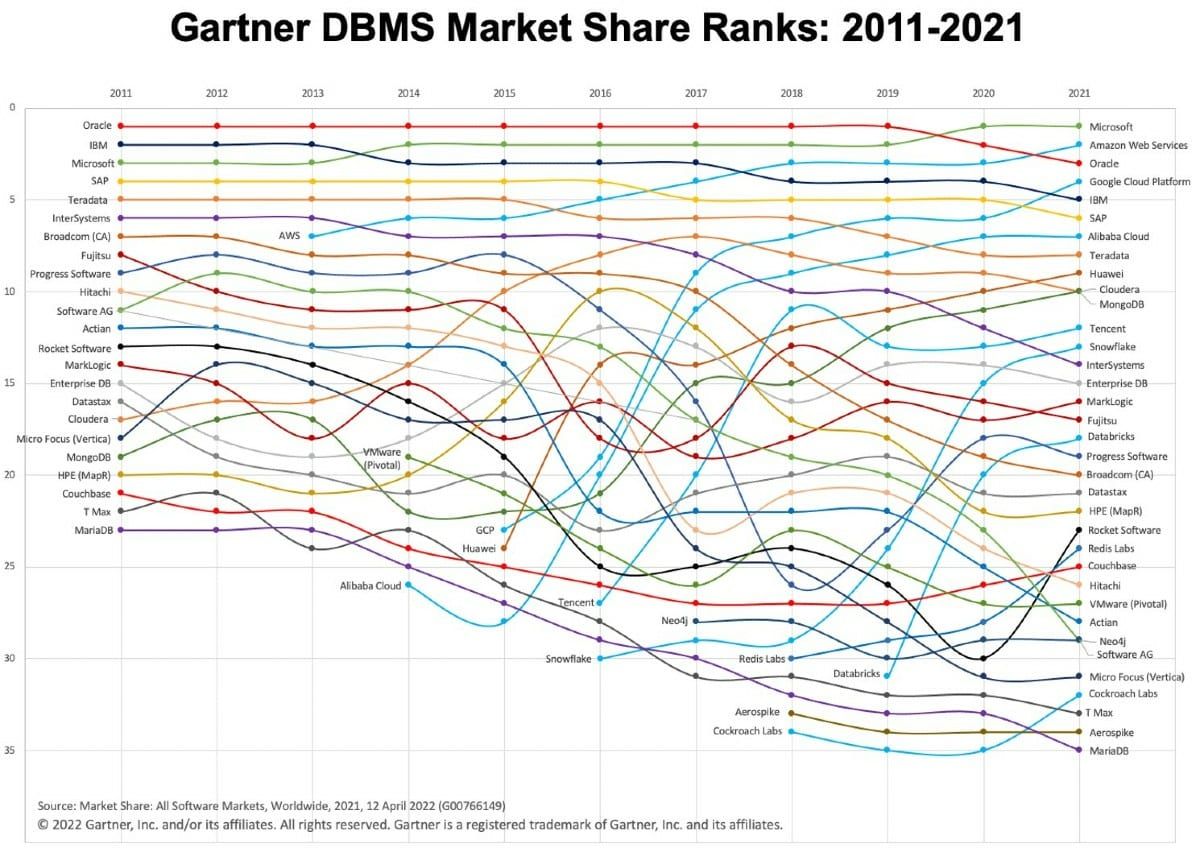 Gartner DBMS Market Share Ranks: 2011-2021
2011 2012 2013 2014 2015 2016 2017 2018 2019 2020 2021
0
5
10
15
20
25
30
35
Oracle
IBM
Microsoft
SAP
Teradata
InterSystems
Broadcom (CA)
Fujitsu
Progress Software
Hitachi
Software AG
Actian
Rocket Software
MarkLogic
Enterprise DB
Datastax
Cloudera
Micro Focus (Vertica)
MongoDB
HPE (MapR)
Couchbase
T Max
MariaDB
AWS
VMware
(Pivotal)
GCP
Huawei
Alibaba Cloud
Tencent
Neo4j
Snowflake
Redis Labs
Databricks
Aerospike
Cockroach Labs
Microsoft
Amazon Web Services
Oracle
Google Cloud Platform
IBM
SAP
Alibaba Cloud
Teradata
Huawei
Cloudera
MongoDB
Tencent
Snowflake
InterSystems
Enterprise DB
MarkLogic
Fujitsu
Databricks
Progress Software
Broadcom (CA)
Datastax
HPE (MapR)
Rocket Software
Redis Labs
Couchbase
Hitachi
VMware (Pivotal)
Actian
Neo4j
Software AG
Micro Focus (Vertica)
Cockroach Labs
T Max
Aerospike
MariaDB
Source: Market Share: All Software Markets, Worldwide, 2021, 12 April 2022 (G00766149)
© 2022 Gartner, Inc. and/or its affiliates. All rights reserved. Gartner is a registered trademark of Gartner, Inc. and its affiliates.